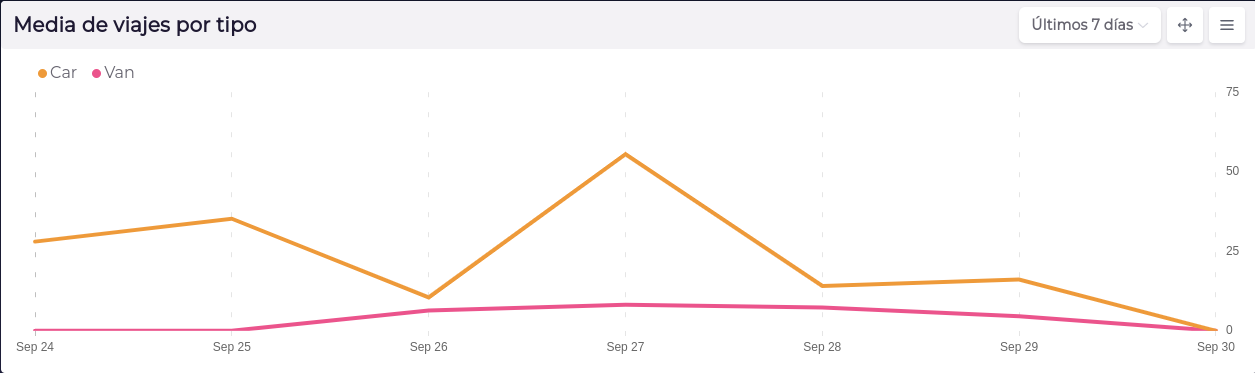 Media de viajes por tipo
Últimos 7 días
Car Van
75
50
25
0
Sep 24 Sep 25 Sep 26 Sep 27 Sep 28 Sep 29 Sep 30